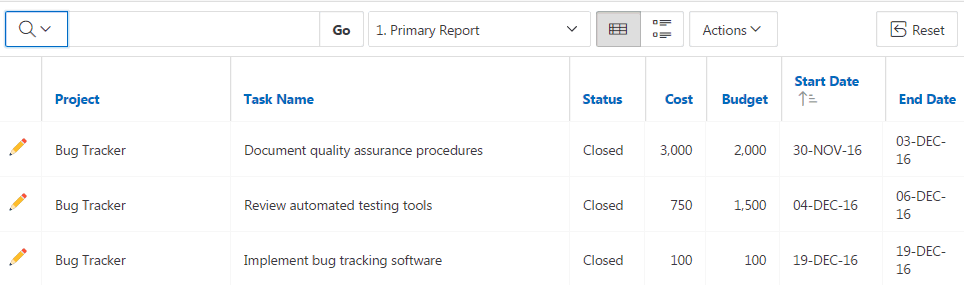 Go
1. Primary Report
Actions
Reset
Project
Task Name
Status
Cost
Budget
Start Date
End Date
Bug Tracker
Document quality assurance procedures
Closed
3,000
2,000
30-NOV-16
03-DEC-
16
Bug Tracker
Review automated testing tools
Closed
750
1,500
04-DEC-16
06-DEC-
16
Bug Tracker
Implement bug tracking software
Closed
100
100
19-DEC-16
19-DEC-
16